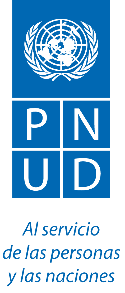 P N
U D
Al servicio
de las personas
y las naciones